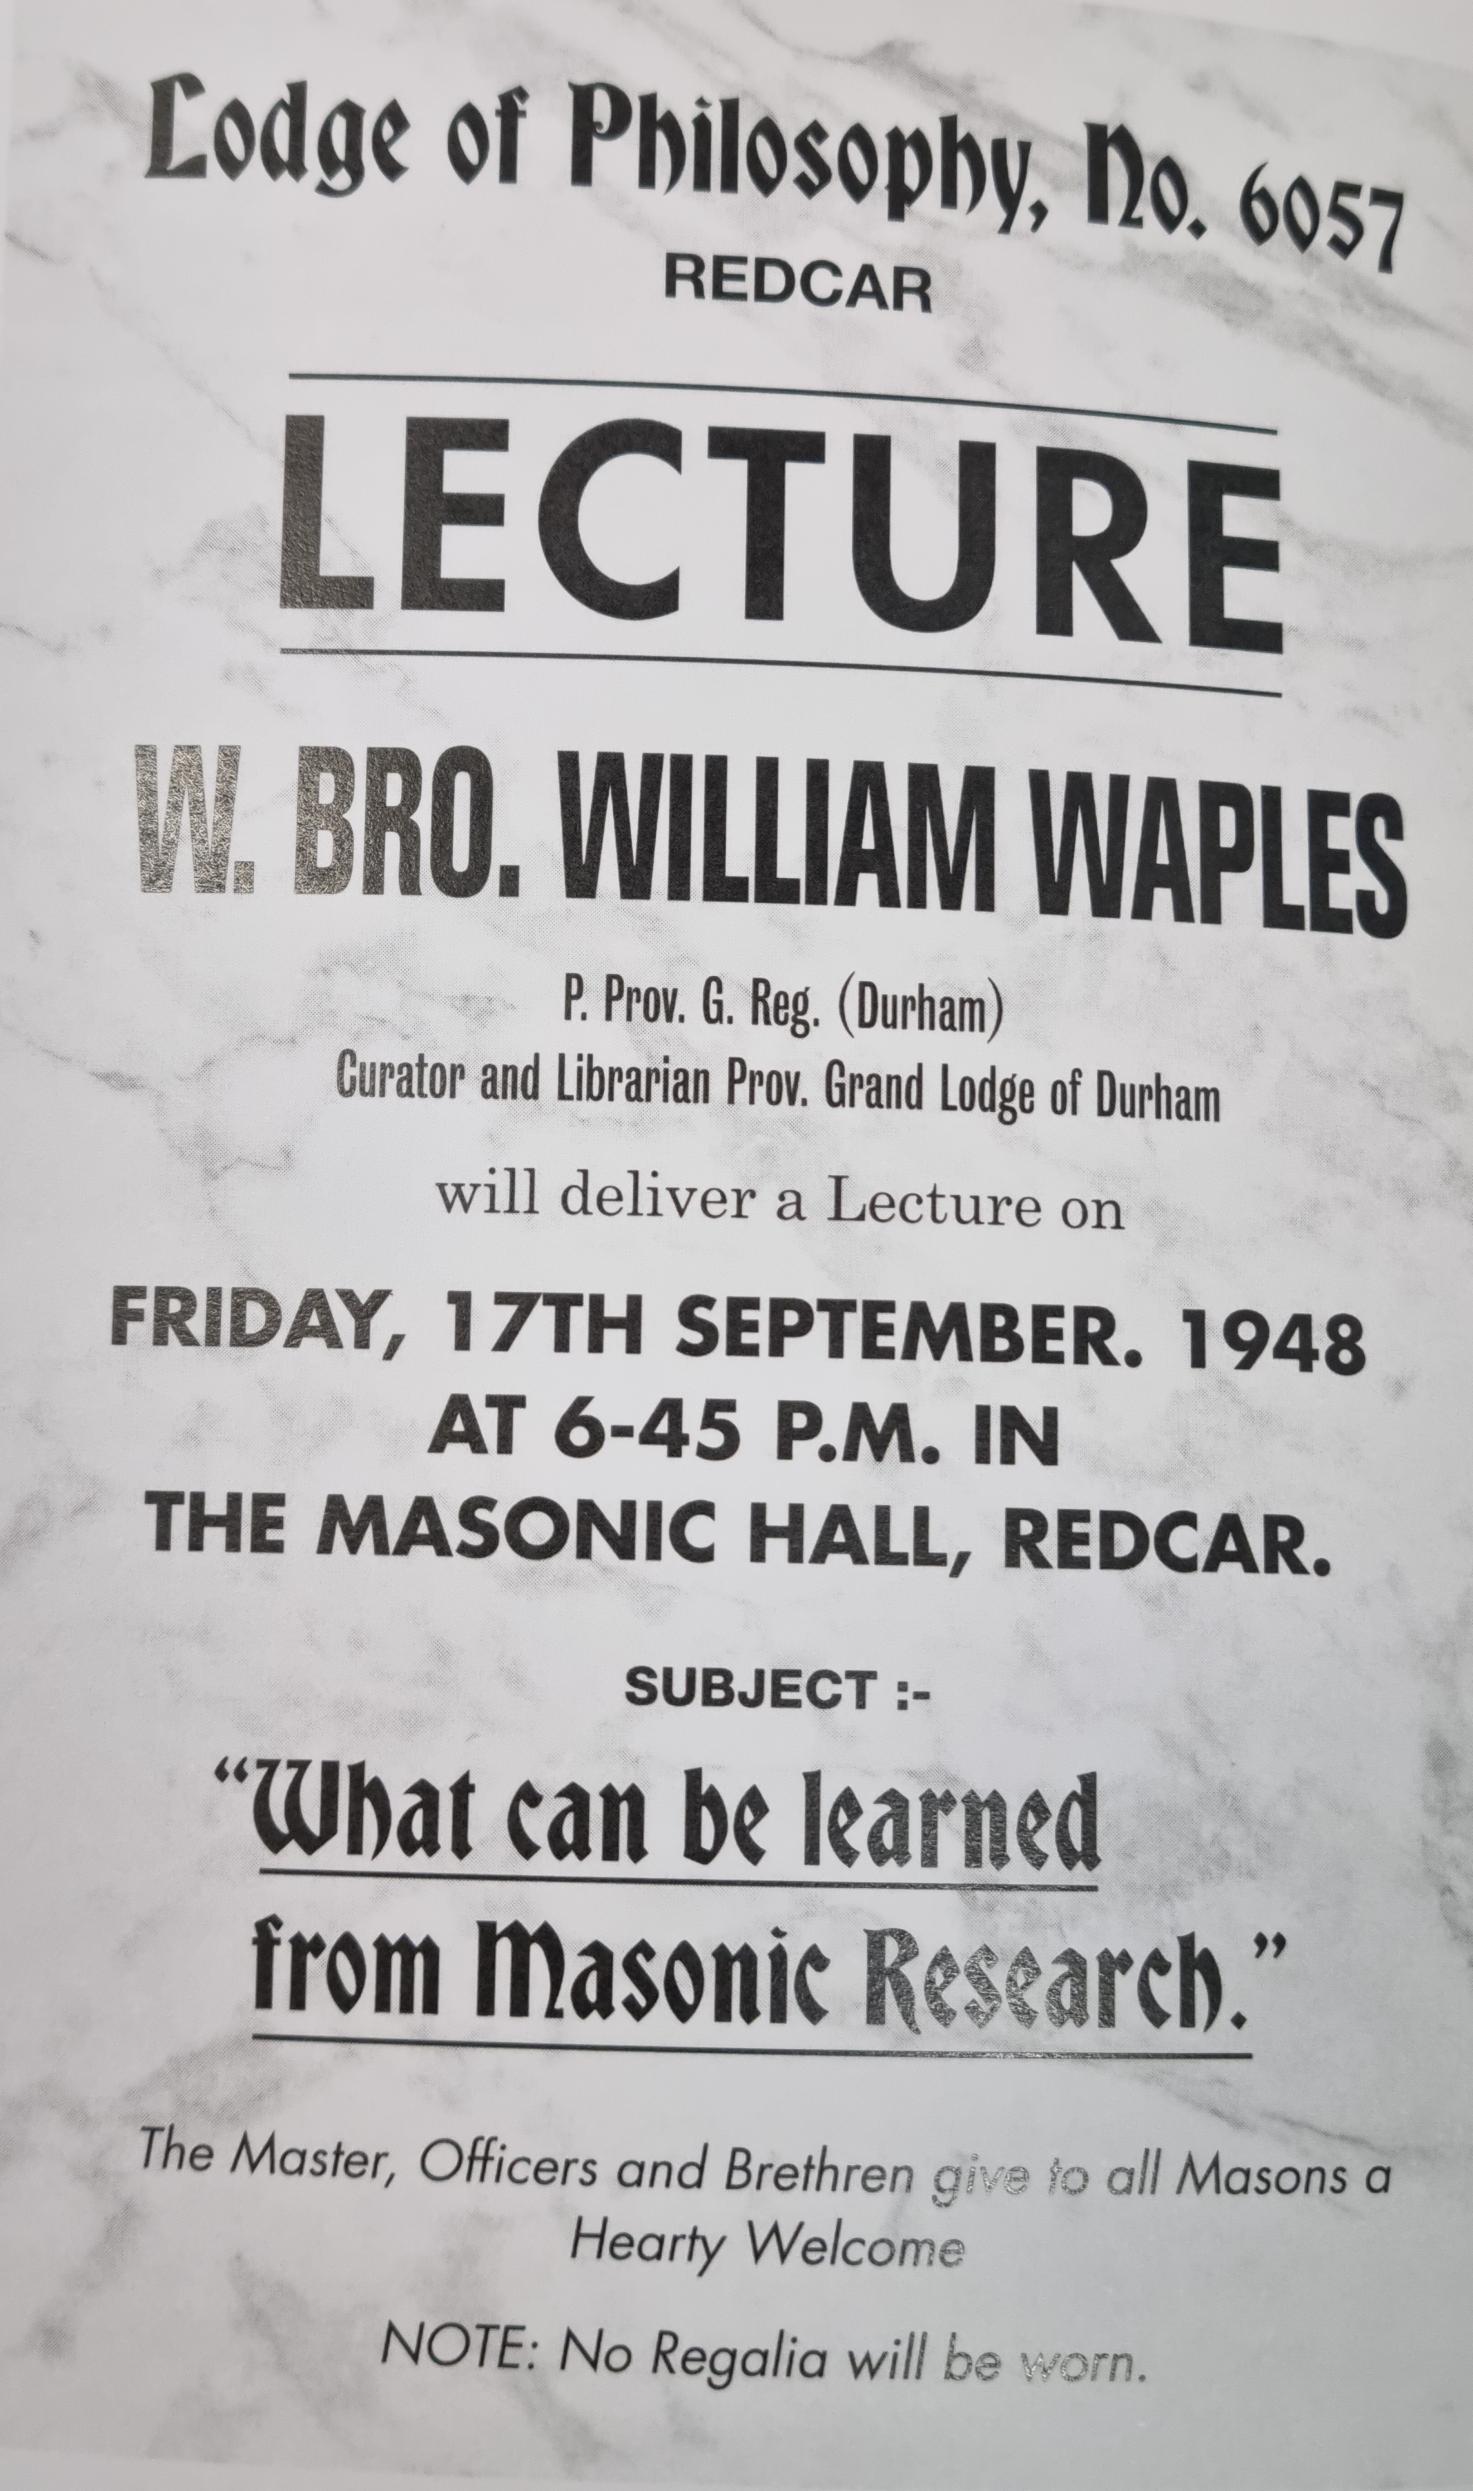 Lodge of Philosophy, No. 6057
REDCAR
LECTURE
W. BRO. WILLIAM WAPLES
P. Prov. G. Reg. (Durham)
Curator and Librarian Prov. Grand Lodge of Durham
will deliver a Lecture on
FRIDAY, 17TH SEPTEMBER. 1948
AT 6-45 P.M. IN
THE MASONIC HALL, REDCAR.
SUBJECT :-
“What can be learned
from Masonic Research.”
The Master, Officers and Brethren give to all Masons a
Hearty Welcome
NOTE: No Regalia will be worn.